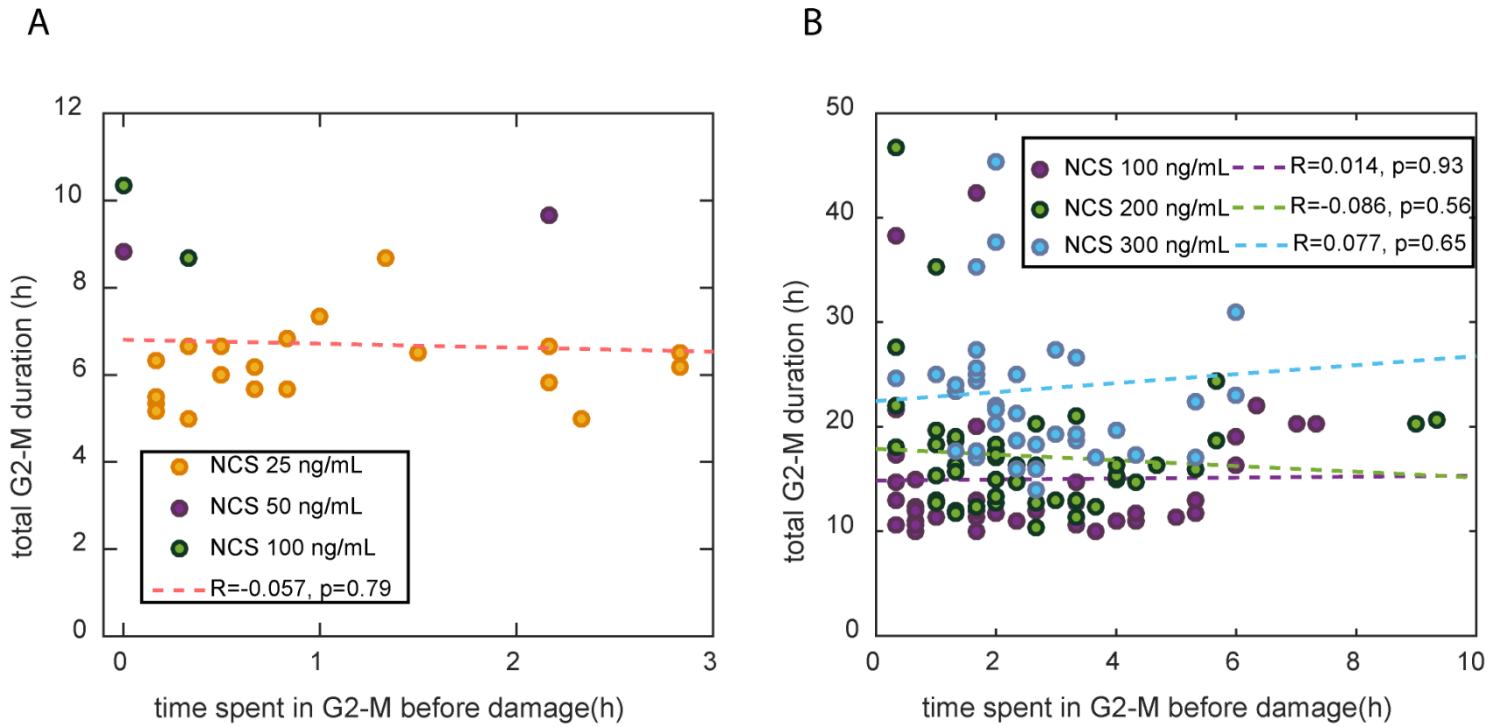 A
B
12
10
8
6
4
2
0
total G2-M duration (h)
NCS 25 ng/mL
NCS 50 ng/mL
NCS 100 ng/mL
R=-0.057, p=0.79
0
1
2
3
time spent in G2-M before damage(h)
50
40
30
20
10
0
total G2-M duration (h)
NCS 100 ng/mL R=0.014, p=0.93
NCS 200 ng/mL R=-0.086, p=0.56
NCS 300 ng/mL R=0.077, p=0.65
0
2
4
6
8
10
time spent in G2-M before damage(h)